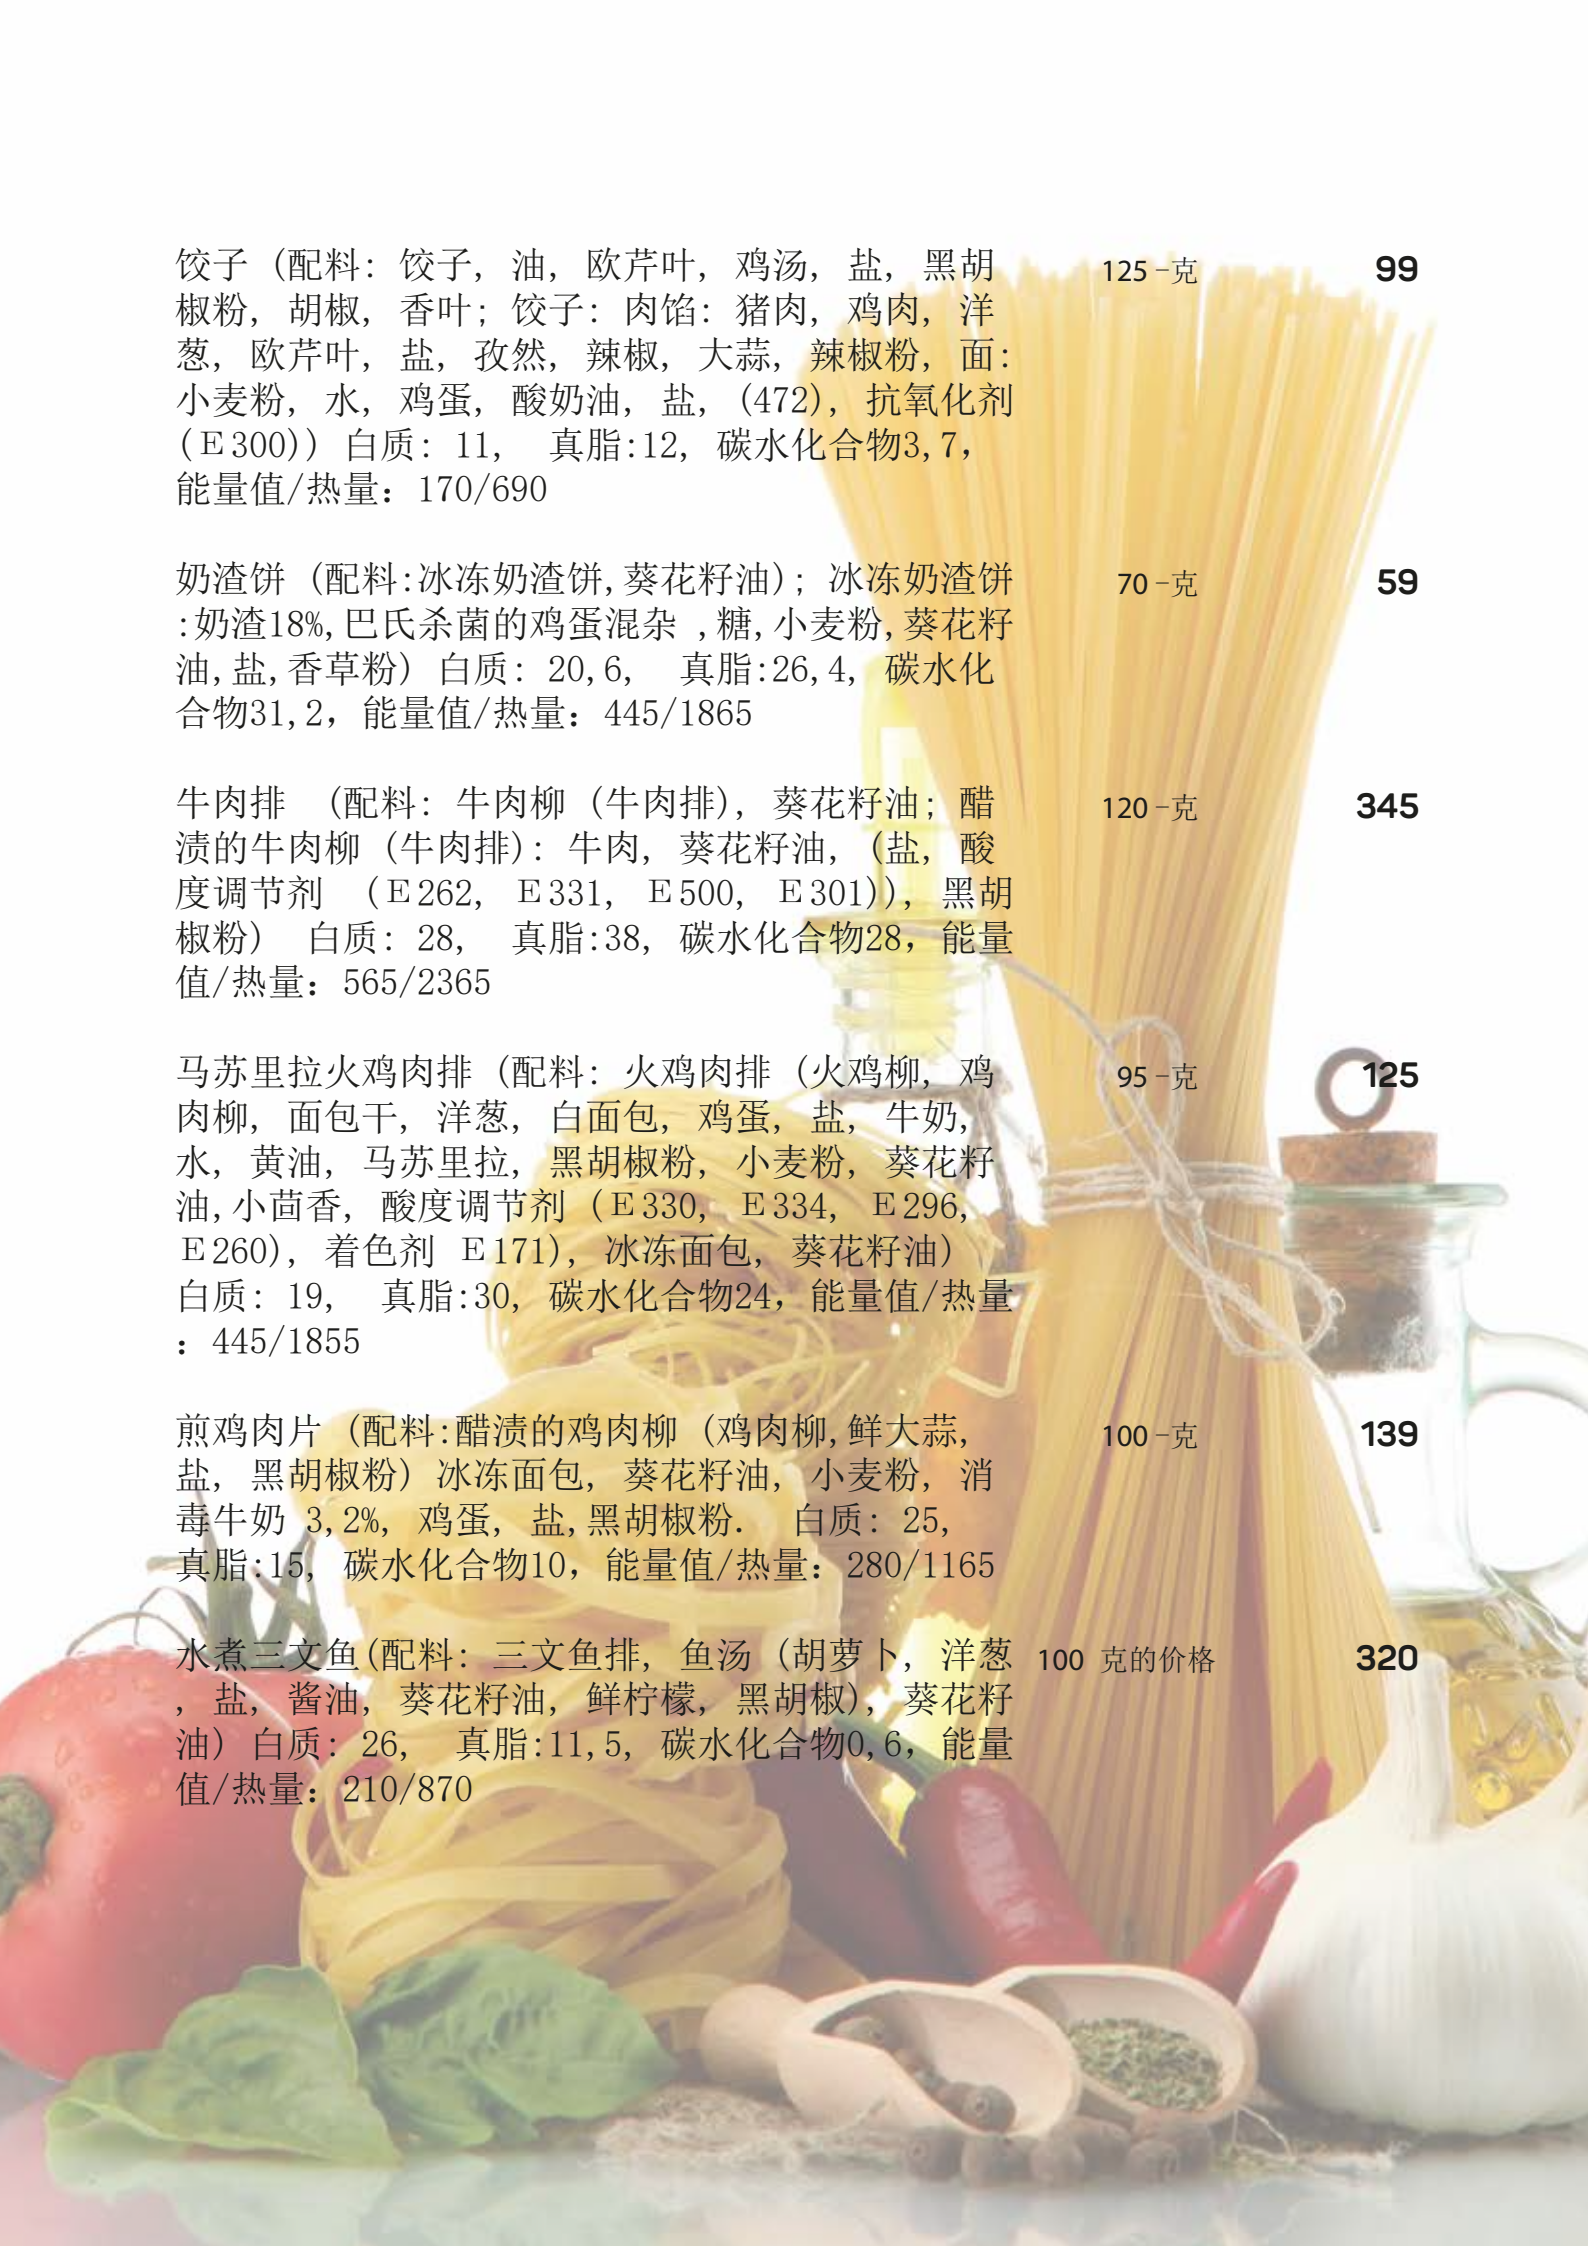 饺子 (配料: 饺子, 油, 欧芹叶, 鸡汤, 盐, 黑胡 125 -克 99
椒粉, 胡椒, 香叶; 饺子: 肉馅: 猪肉, 鸡肉, 洋
葱, 欧芹叶, 盐, 孜然, 辣椒, 大蒜, 辣椒粉, 面:
小麦粉, 水, 鸡蛋, 酸奶油, 盐, (472), 抗氧化剂
(Ｅ300)) 白质: 11, 真脂:12, 碳水化合物3,7,
能量值/热量: 170/690
奶渣饼 (配料:冰冻奶渣饼,葵花籽油); 冰冻奶渣饼 70 -克 59
:奶渣18%,巴氏杀菌的鸡蛋混杂 ,糖,小麦粉,葵花籽
油,盐,香草粉) 白质: 20,6, 真脂:26,4, 碳水化
合物31,2, 能量值/热量: 445/1865
牛肉排 (配料: 牛肉柳 (牛肉排), 葵花籽油; 醋 120 -克 345
渍的牛肉柳 (牛肉排): 牛肉, 葵花籽油, (盐, 酸
度调节剂 (Ｅ262, Ｅ331, Ｅ500, Ｅ301)), 黑胡
椒粉) 白质: 28, 真脂:38, 碳水化合物28, 能量
值/热量: 565/2365
马苏里拉火鸡肉排 (配料: 火鸡肉排 (火鸡柳, 鸡 95 -克 125
肉柳, 面包干, 洋葱, 白面包, 鸡蛋, 盐, 牛奶,
水, 黄油, 马苏里拉, 黑胡椒粉, 小麦粉, 葵花籽
油,小茴香, 酸度调节剂 (Ｅ330, Ｅ334, Ｅ296,
Ｅ260), 着色剂 Ｅ171), 冰冻面包, 葵花籽油)
白质: 19, 真脂:30, 碳水化合物24, 能量值/热量
: 445/1855
煎鸡肉片 (配料:醋渍的鸡肉柳 (鸡肉柳,鲜大蒜, 100 -克 139
盐, 黑胡椒粉) 冰冻面包, 葵花籽油, 小麦粉, 消
毒牛奶 3,2%, 鸡蛋, 盐,黑胡椒粉. 白质: 25,
真脂:15, 碳水化合物10, 能量值/热量: 280/1165
水煮三文鱼(配料: 三文鱼排, 鱼汤 (胡萝卜, 洋葱 100 克的价格 320
, 盐, 酱油, 葵花籽油, 鲜柠檬, 黑胡椒), 葵花籽
油) 白质: 26, 真脂:11,5, 碳水化合物0,6, 能量
值/热量: 210/870